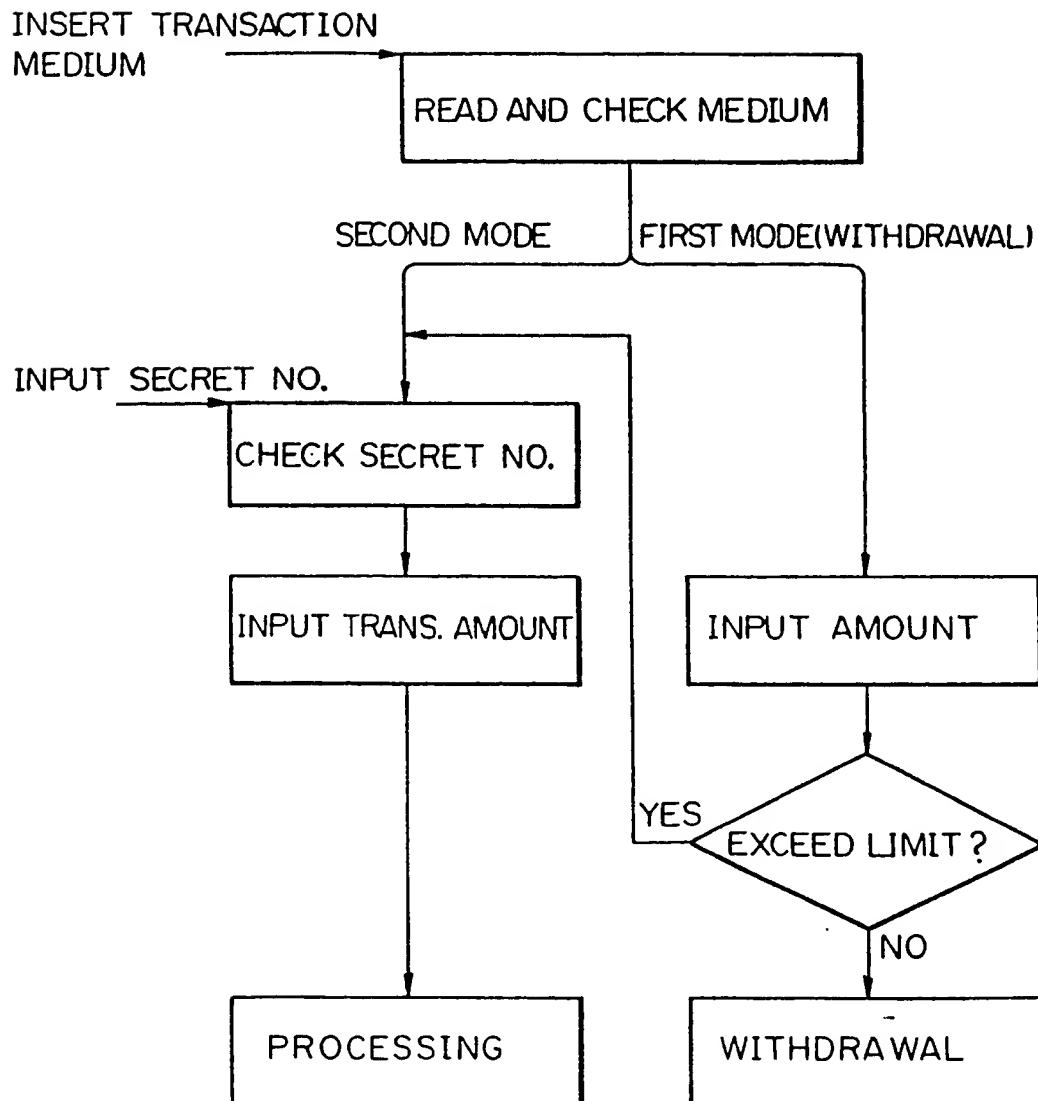 INSERT TRANSACTION
MEDIUM
READ AND CHECK MEDIUM
SECOND MODE
FIRST MODE(WITHDRAWAL)
INPUT SECRET NO.
CHECK SECRET NO.
INPUT TRANS. AMOUNT
INPUT AMOUNT
YES
EXCEED LIMIT?
NO
PROCESSING
WITHDRAWAL